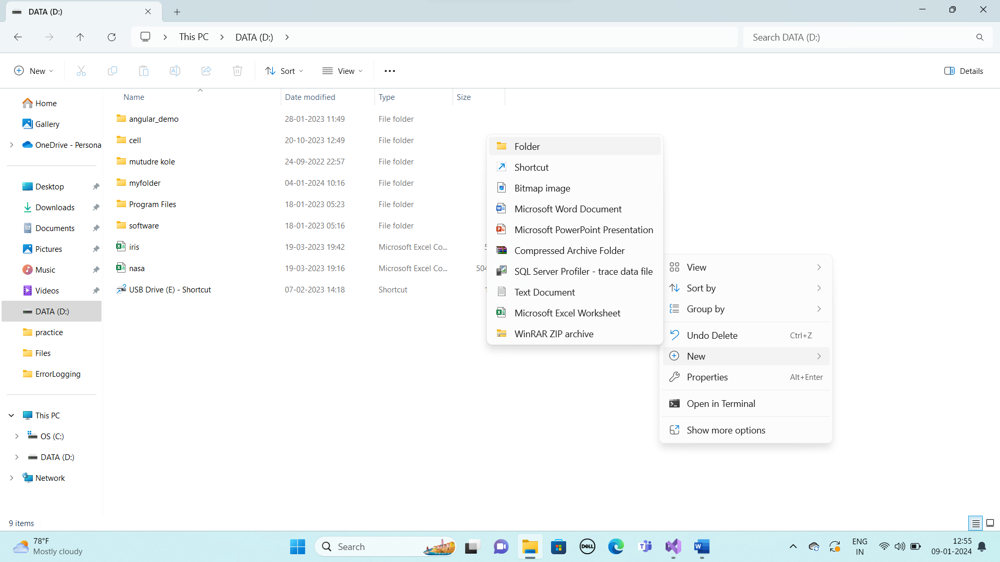 DATA (D:)
This PC
DATA (D:)
Search DATA (D:)
New
Sort
View
Details
Name
Date modified
Type
Size
Home
Gallery
OneDrive - Persona
Desktop
Downloads
Documents
Pictures
Music
Videos
DATA (D:)
practice
Files
ErrorLogging
This PC
OS (C:)
DATA (D:)
Network
angular_demo 28-01-2023 11:49 File folder
cell 20-10-2023 12:49 File folder
mutudre kole 24-09-2022 22:57 File folder
myfolder 04-01-2024 10:16 File folder
Program Files 18-01-2023 05:23 File folder
software 18-01-2023 05:16 File folder
iris 19-03-2023 19:42 Microsoft Excel Co...
nasa 19-03-2023 19:16 Microsoft Excel Co... 504
USB Drive (E) - Shortcut 07-02-2023 14:18 Shortcut
Folder
Shortcut
Bitmap image
Microsoft Word Document
Microsoft PowerPoint Presentation
Compressed Archive Folder
SQL Server Profiler - trace data file
Text Document
Microsoft Excel Worksheet
WinRAR ZIP archive
View
Sort by
Group by
Undo Delete Ctrl+Z
New
Properties Alt+Enter
Open in Terminal
Show more options
9 items
78°F
Mostly cloudy
Search
DELL
ENG
IN
12:55
09-01-2024